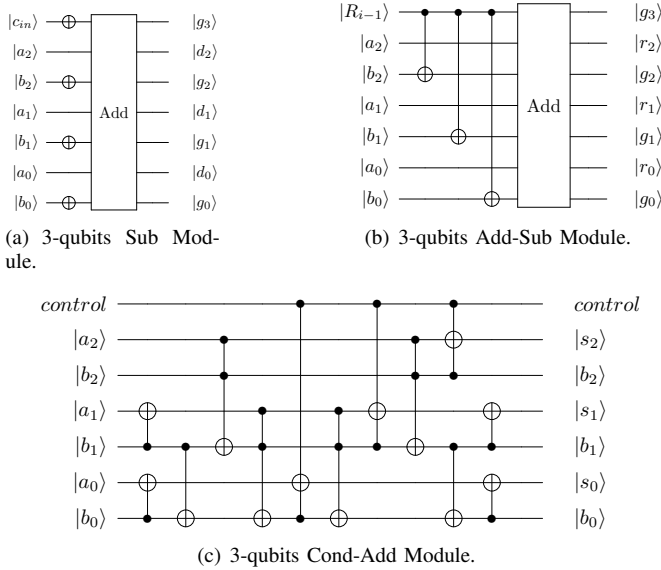 |c_in⟩ |g_3⟩
|a_2⟩ |d_2⟩
|b_2⟩ |g_2⟩
|a_1⟩ Add |d_1⟩
|b_1⟩ |g_1⟩
|a_0⟩ |d_0⟩
|b_0⟩ |g_0⟩
(a) 3-qubits Sub Mod-
ule.
|R_{i−1}⟩ |g_3⟩
|a_2⟩ |r_2⟩
|b_2⟩ |g_2⟩
|a_1⟩ Add |r_1⟩
|b_1⟩ |g_1⟩
|a_0⟩ |r_0⟩
|b_0⟩ |g_0⟩
(b) 3-qubits Add-Sub Module.
control control
|a_2⟩ |s_2⟩
|b_2⟩ |b_2⟩
|a_1⟩ |s_1⟩
|b_1⟩ |b_1⟩
|a_0⟩ |s_0⟩
|b_0⟩ |b_0⟩
(c) 3-qubits Cond-Add Module.